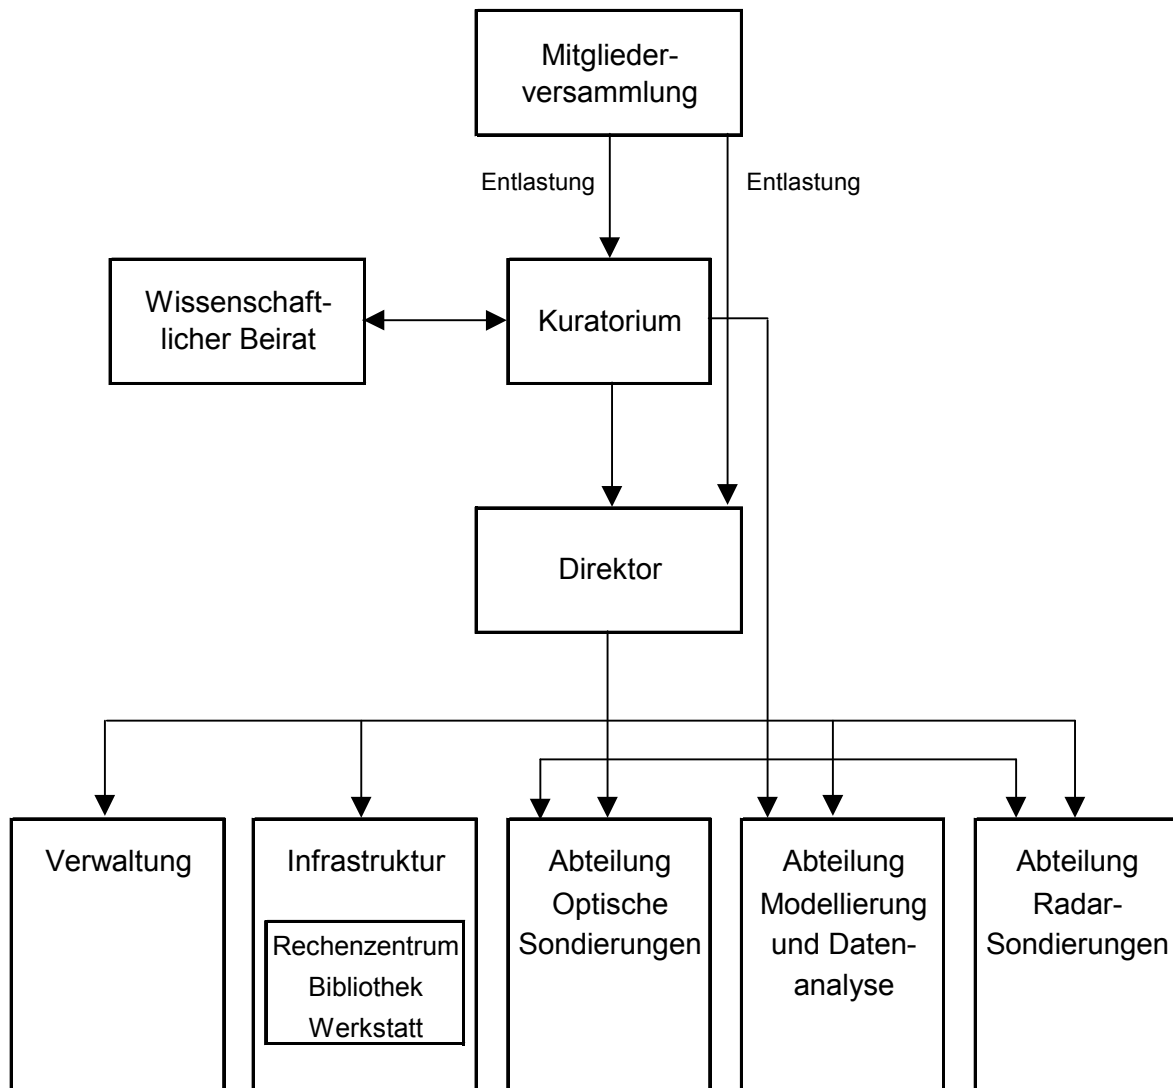 Mitglieder-
versammlung
Entlastung
Entlastung
Wissenschaft-
licher Beirat
Kuratorium
Direktor
Verwaltung
Infrastruktur
Rechenzentrum
Bibliothek
Werkstatt
Abteilung
Optische
Sondierungen
Abteilung
Modellierung
und Daten-
analyse
Abteilung
Radar-
Sondierungen